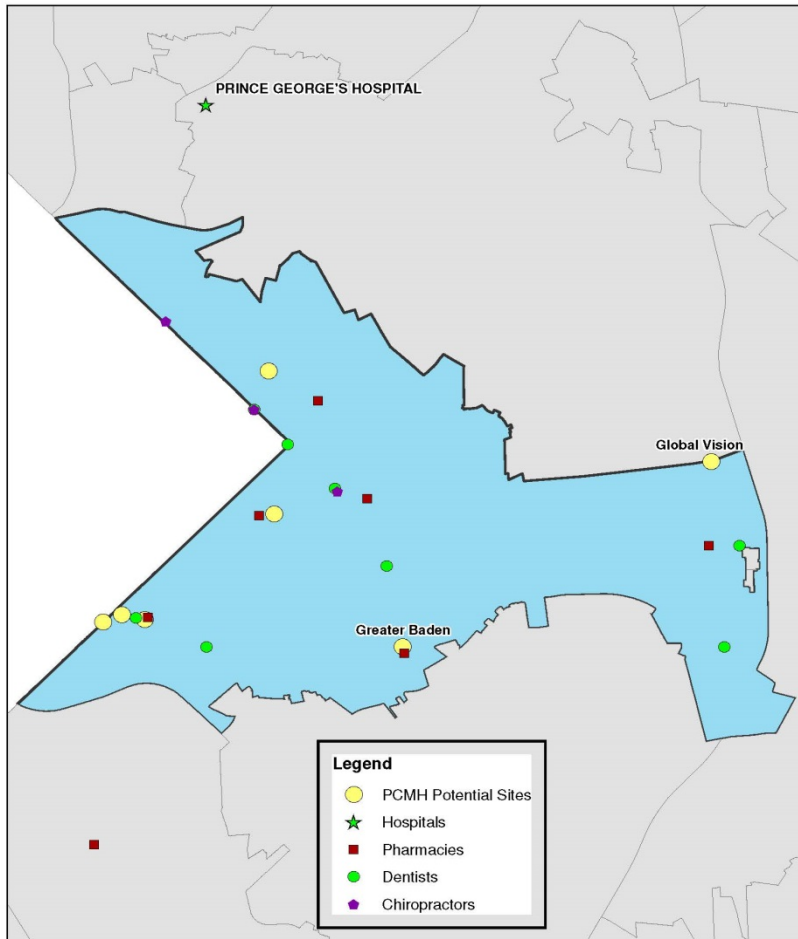 PRINCE GEORGE'S HOSPITAL
Global Vision
Greater Baden
Legend
PCMH Potential Sites
Hospitals
Pharmacies
Dentists
Chiropractors